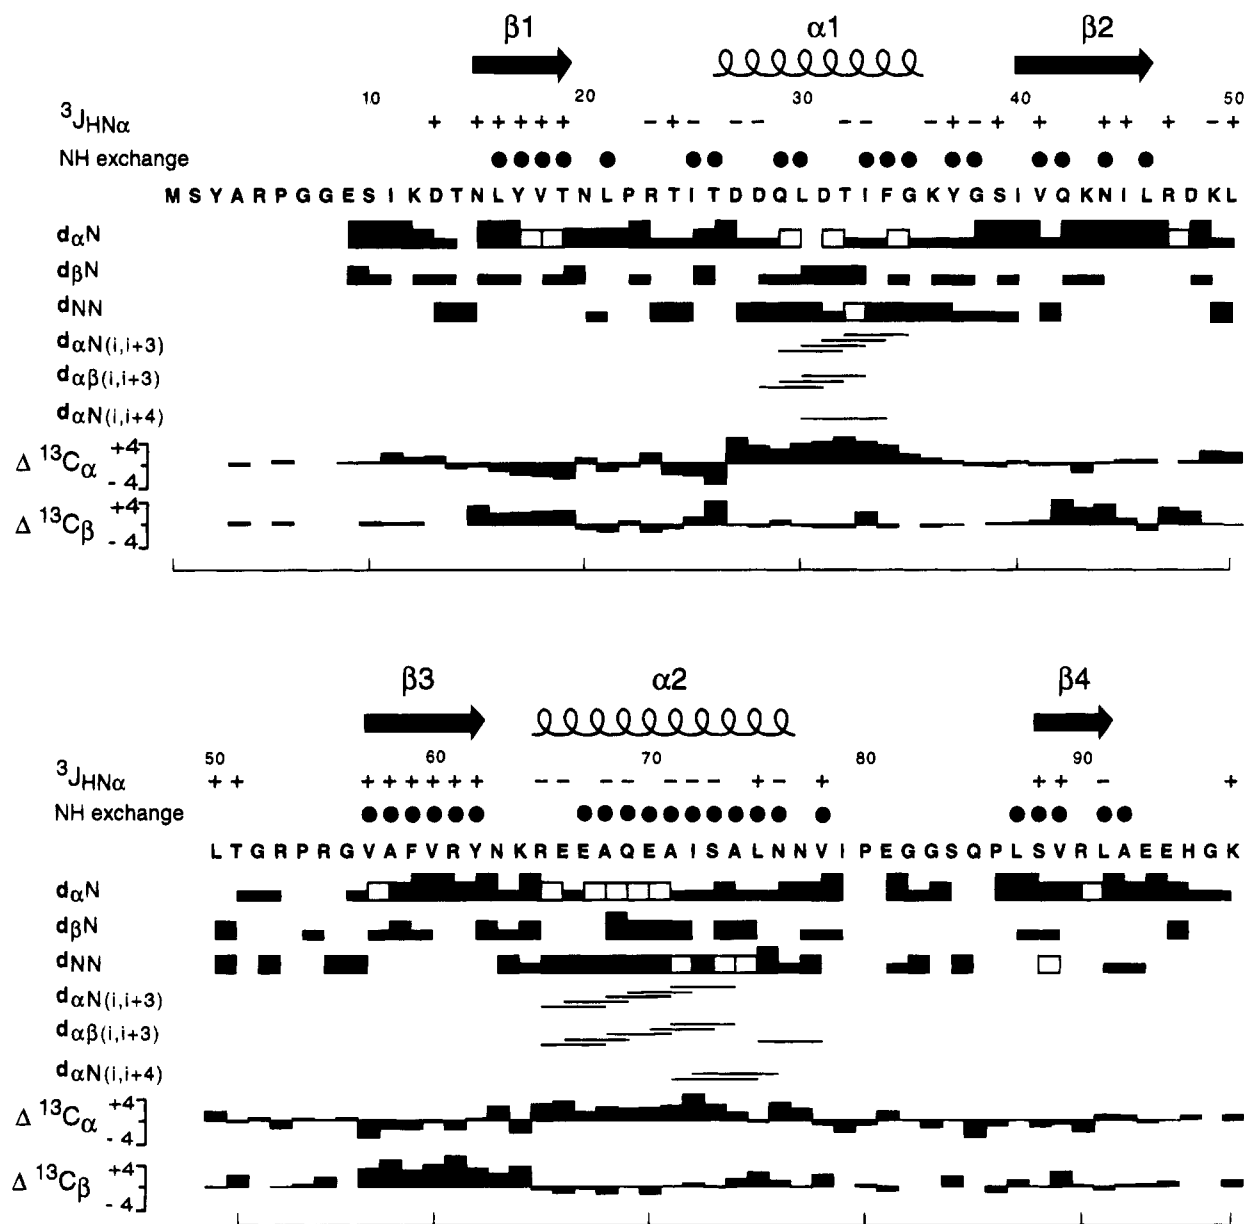 β1 α1 β2
10 20 30 40 50
³JHNα + + + + + + − + − − − − − − + − + + + + + − +
NH exchange ● ● ● ● ● ● ● ● ● ● ● ● ● ● ● ● ● ●
M S Y A R P G G E S I K D T N L Y V T N L P R T I T D D Q L D T I F G K Y G S I V Q K N I L R D K L
dαN
dβN
dNN
dαN(i,i+3)
dαβ(i,i+3)
dαN(i,i+4)
Δ ¹³Cα +4 - 4
Δ ¹³Cβ +4 - 4
β3 α2 β4
50 60 70 80 90
³JHNα + + + + + + + + − − − − − − − + − + + + − +
NH exchange ● ● ● ● ● ● ● ● ● ● ● ● ● ● ● ● ● ● ● ● ● ●
L T G R P R G V A F V R Y N K R E E A Q E A I S A L N N V I P E G G S Q P L S V R L A E E H G K
dαN
dβN
dNN
dαN(i,i+3)
dαβ(i,i+3)
dαN(i,i+4)
Δ ¹³Cα +4 - 4
Δ ¹³Cβ +4 - 4